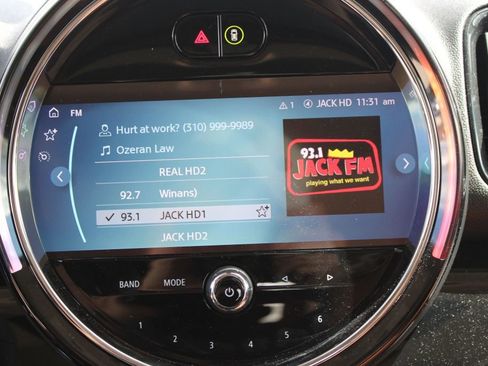 FM
1 JACK HD 11:31 am
Hurt at work? (310) 999-9989
Ozeran Law
REAL HD2
92.7 Winans)
93.1 JACK HD1
JACK HD2
93.1
JACK FM
playing what we want
BAND MODE
1 2 3 4 5 6